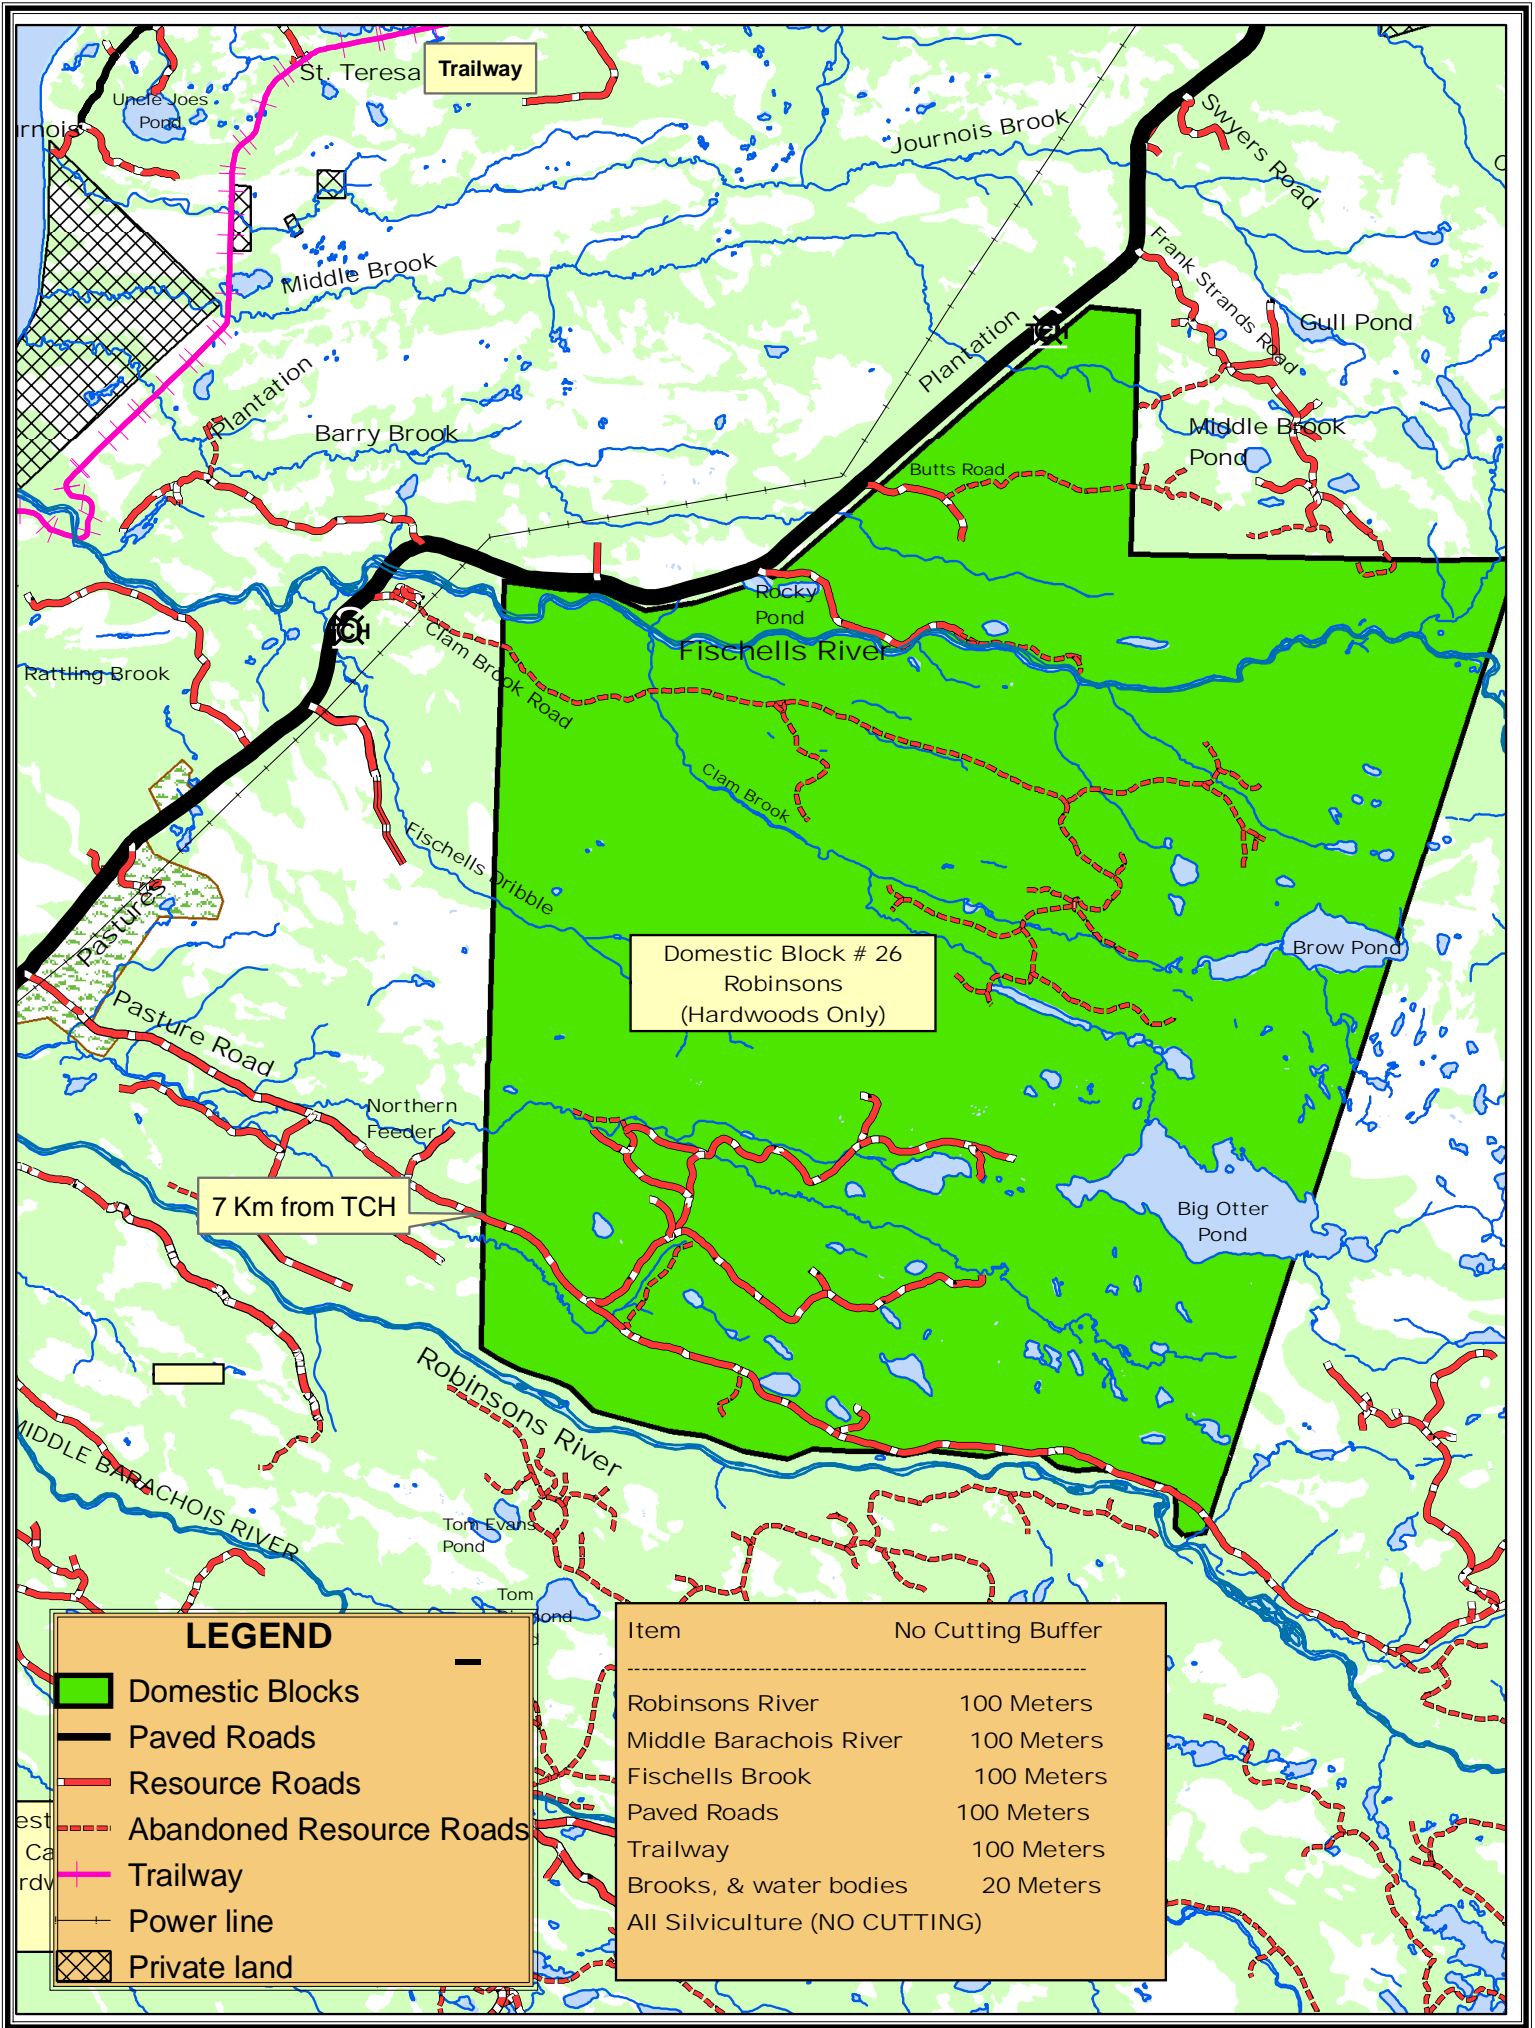 St. Teresa
Trailway
Uncle Joes
Pond
Journois Brook
Swyers Road
Middle Brook
Frank Strands Road
Gull Pond
TCH
Plantation
Plantation
Barry Brook
Middle Brook
Pond
Butts Road
Rocky
Pond
Fischells River
TCH
Clam Brook Road
Rattling Brook
Clam Brook
Fischells Dribble
Pastures
Domestic Block # 26
Robinsons
(Hardwoods Only)
Brow Pond
Pasture Road
Northern
Feeder
7 Km from TCH
Big Otter
Pond
Robinsons River
MIDDLE BARACHOIS RIVER
Tom Evans
Pond
Tom
LEGEND
Domestic Blocks
Paved Roads
Resource Roads
Abandoned Resource Roads
Trailway
Power line
Private land
Item No Cutting Buffer
---------------------------------------------------------------
Robinsons River 100 Meters
Middle Barachois River 100 Meters
Fischells Brook 100 Meters
Paved Roads 100 Meters
Trailway 100 Meters
Brooks, & water bodies 20 Meters
All Silviculture (NO CUTTING)